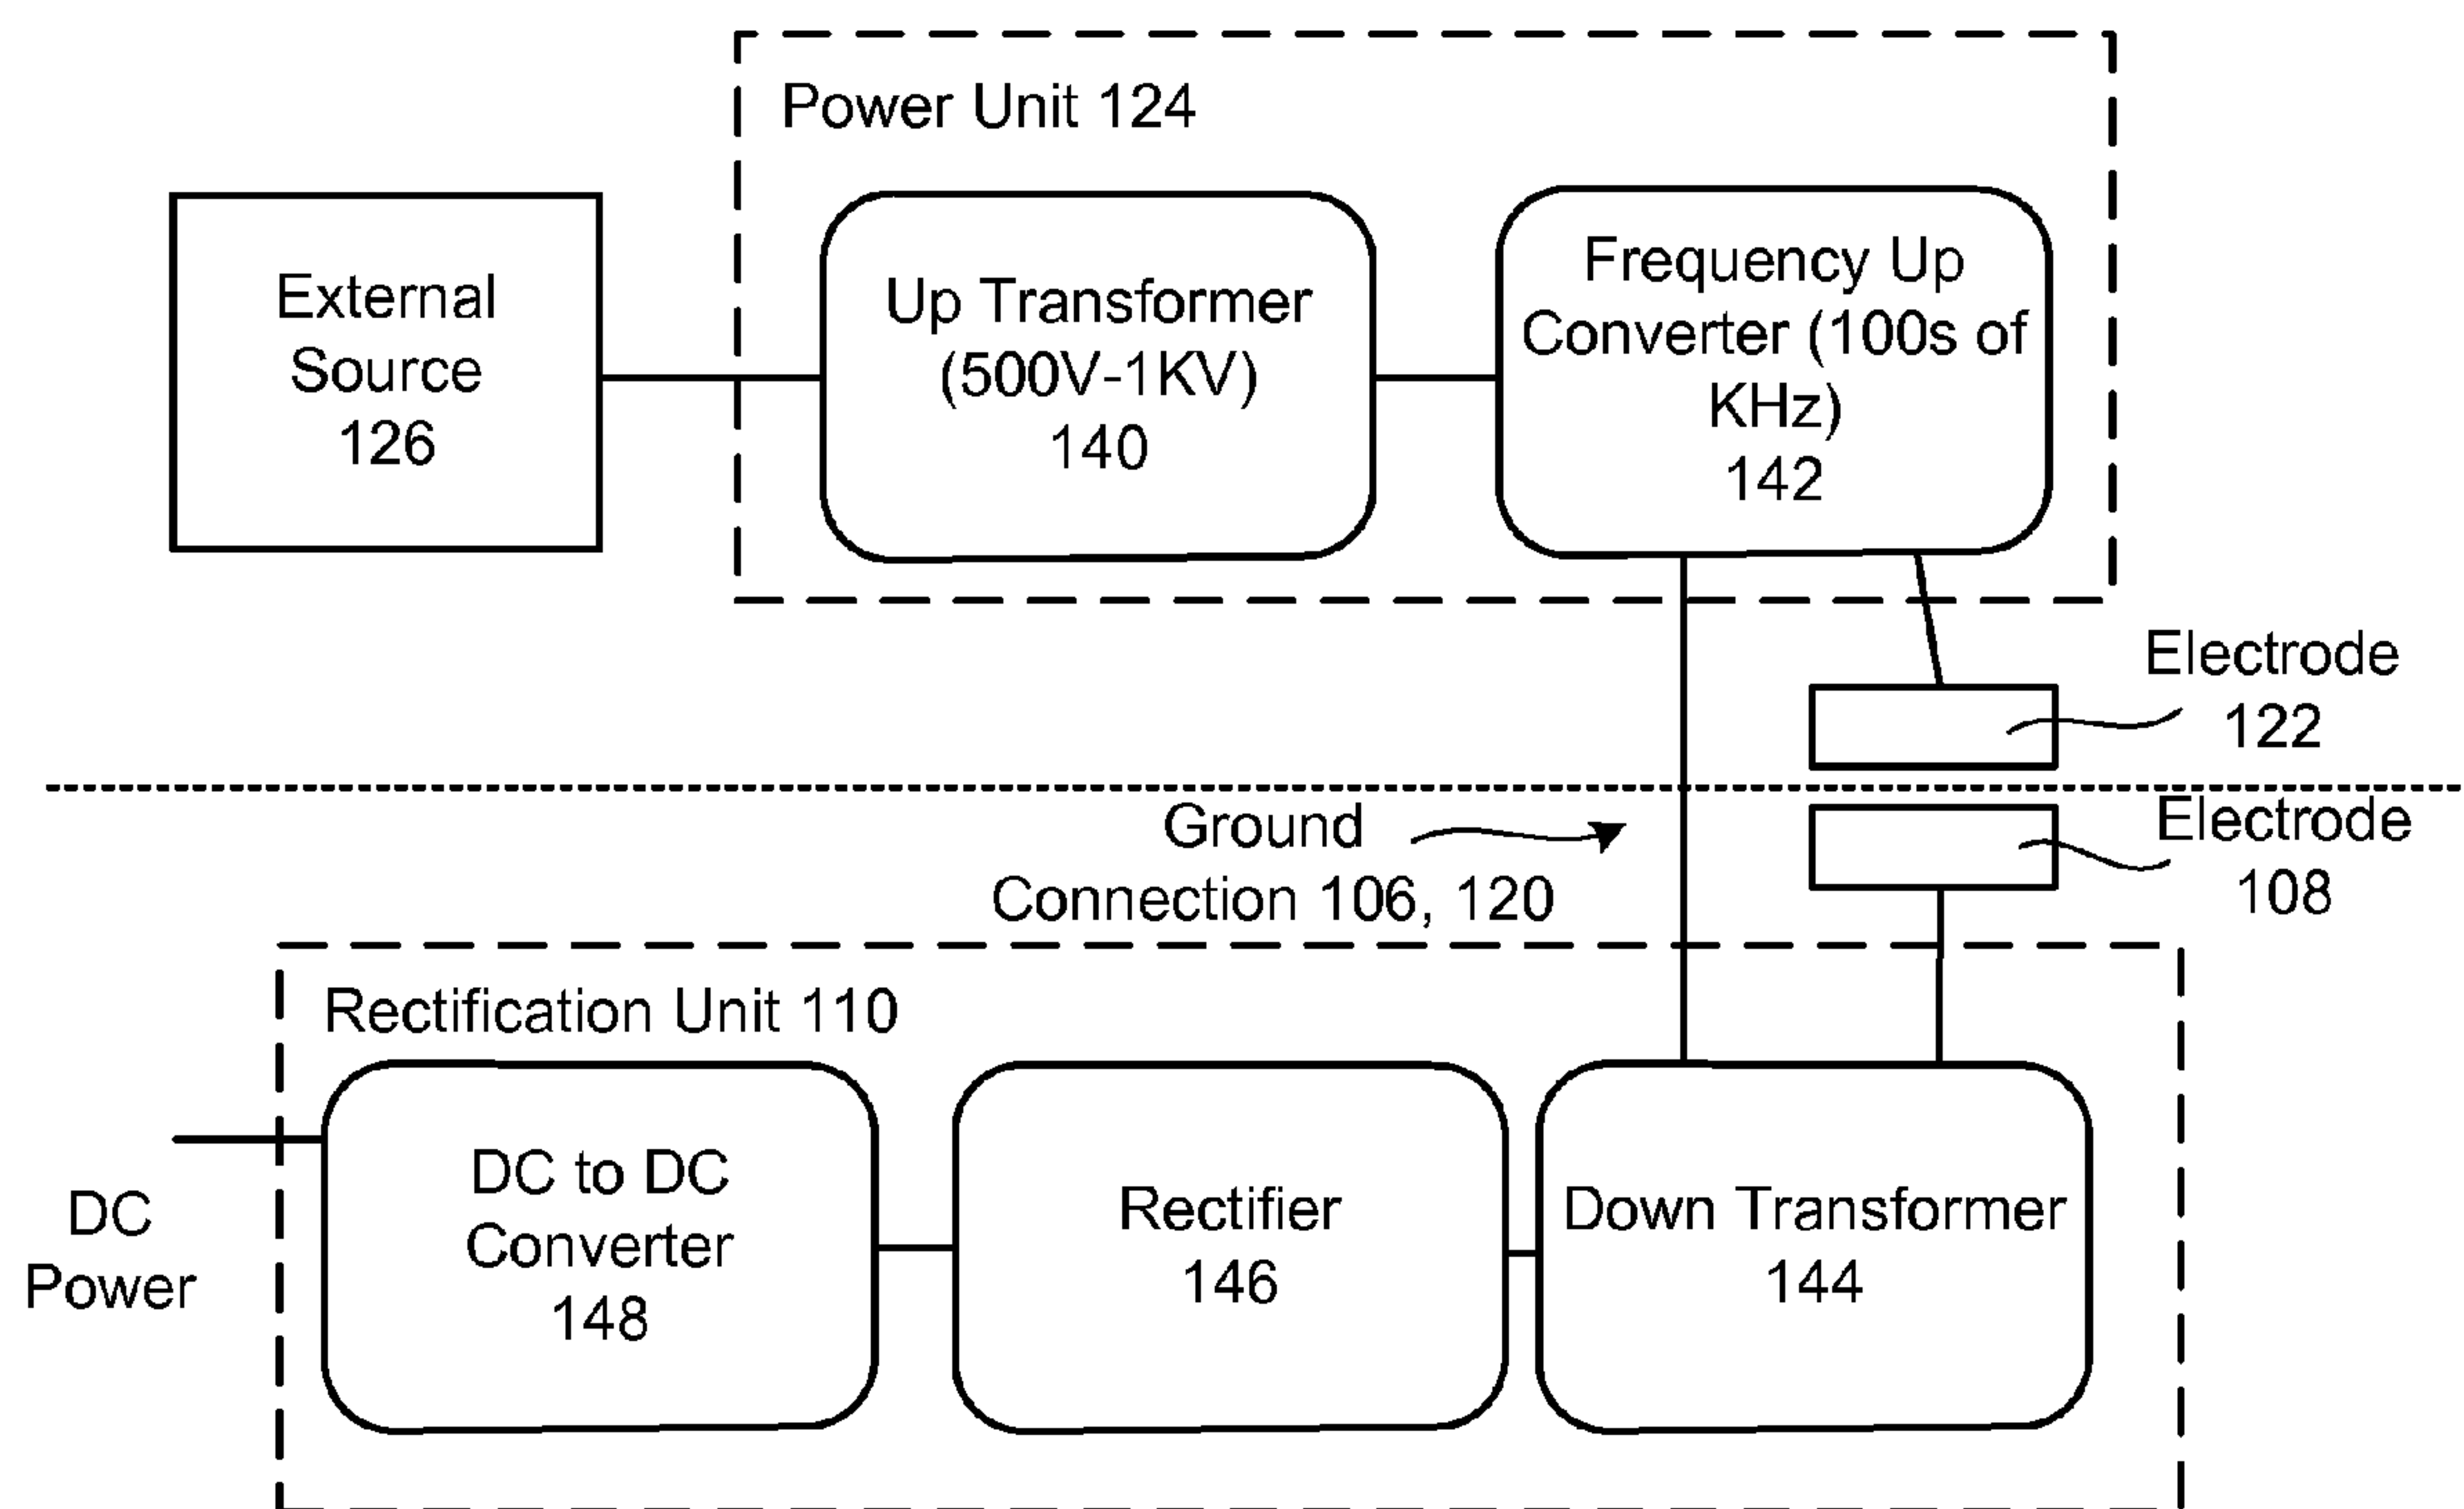 Power Unit 124
External
Source
126
Up Transformer
(500V-1KV)
140
Frequency Up
Converter (100s of
KHz)
142
Electrode
122
Ground
Connection 106, 120
Electrode
108
Rectification Unit 110
DC
Power
DC to DC
Converter
148
Rectifier
146
Down Transformer
144